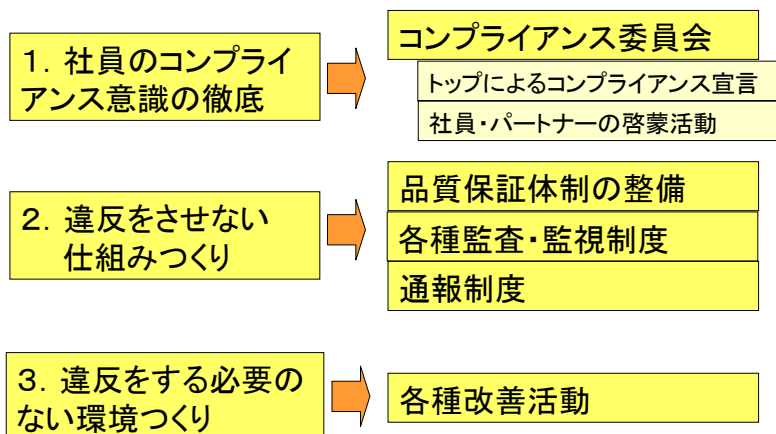 1．社員のコンプライ
アンス意識の徹底
コンプライアンス委員会
トップによるコンプライアンス宣言
社員・パートナーの啓蒙活動
2．違反をさせない
仕組みつくり
品質保証体制の整備
各種監査・監視制度
通報制度
3．違反をする必要の
ない環境つくり
各種改善活動